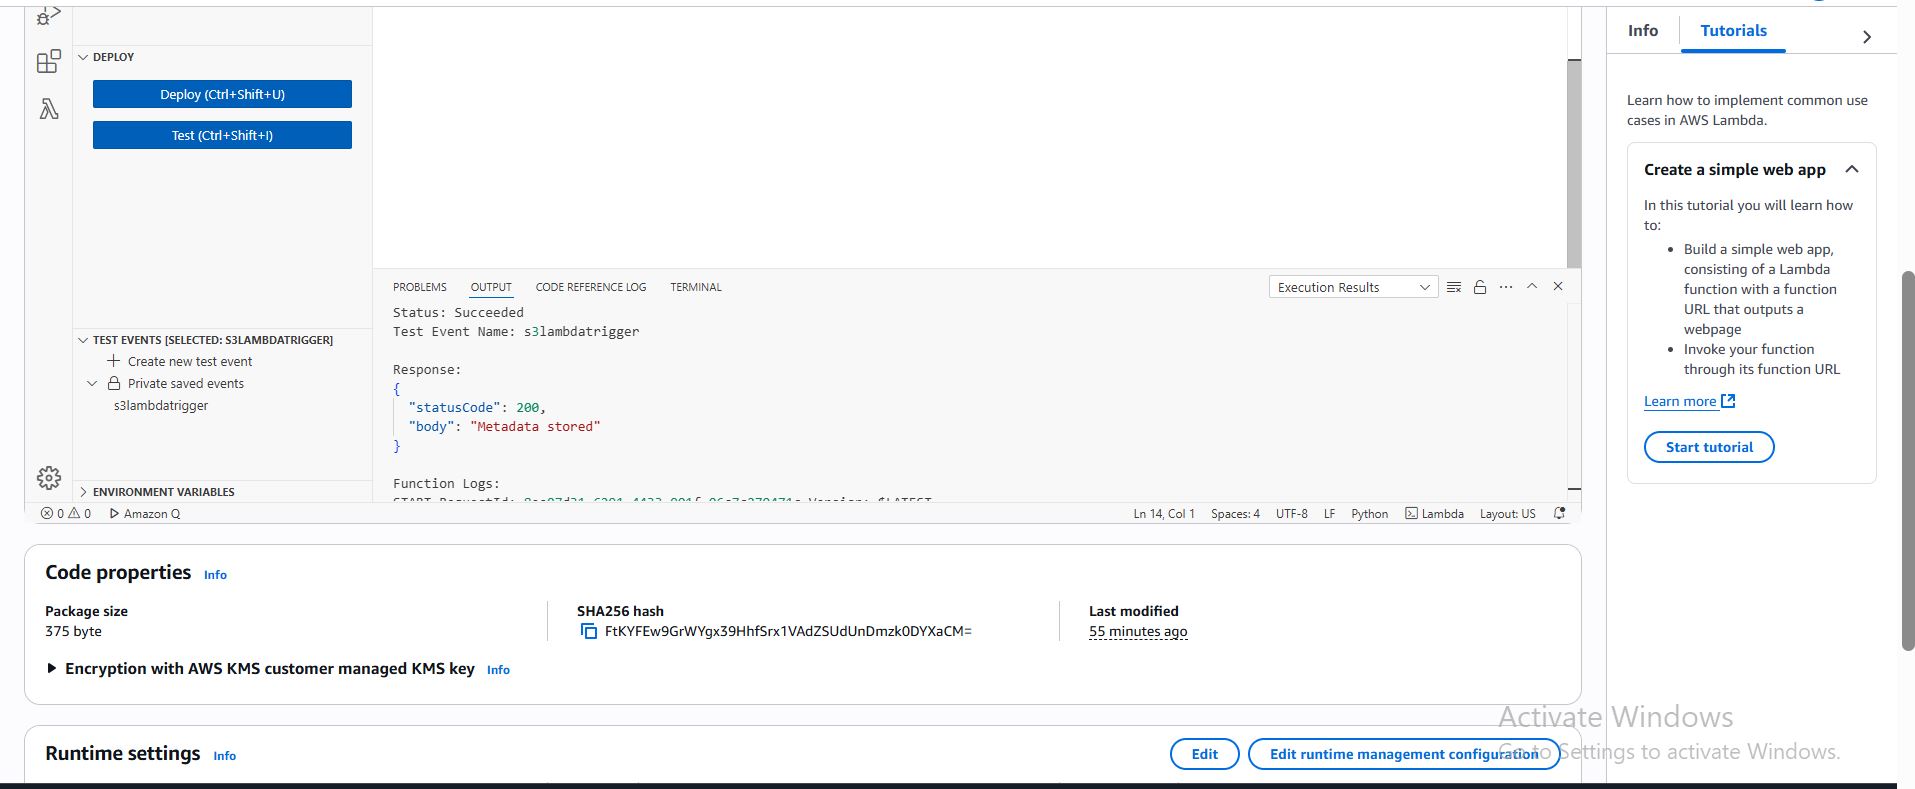 DEPLOY
Deploy (Ctrl+Shift+U)
Test (Ctrl+Shift+I)
TEST EVENTS [SELECTED: S3LAMBDATRIGGER]
Create new test event
Private saved events
s3lambdatrigger
ENVIRONMENT VARIABLES
PROBLEMS OUTPUT CODE REFERENCE LOG TERMINAL
Execution Results
Status: Succeeded
Test Event Name: s3lambdatrigger
Response:
{
"statusCode": 200,
"body": "Metadata stored"
}
Function Logs:
START RequestId: Version: $LATEST
0 0 Amazon Q
Ln 14, Col 1 Spaces: 4 UTF-8 LF Python Lambda Layout: US
Code properties Info
Package size
375 byte
SHA256 hash
FtKYFEw9GrWYgx39HhfSrx1VAdZSUdUnDmzk0DYXaCM=
Last modified
55 minutes ago
Encryption with AWS KMS customer managed KMS key Info
Runtime settings Info
Edit
Edit runtime management configuration
Info Tutorials
Learn how to implement common use
cases in AWS Lambda.
Create a simple web app
In this tutorial you will learn how
to:
• Build a simple web app,
consisting of a Lambda
function with a function
URL that outputs a
webpage
• Invoke your function
through its function URL
Learn more
Start tutorial
Activate Windows
Go to Settings to activate Windows.